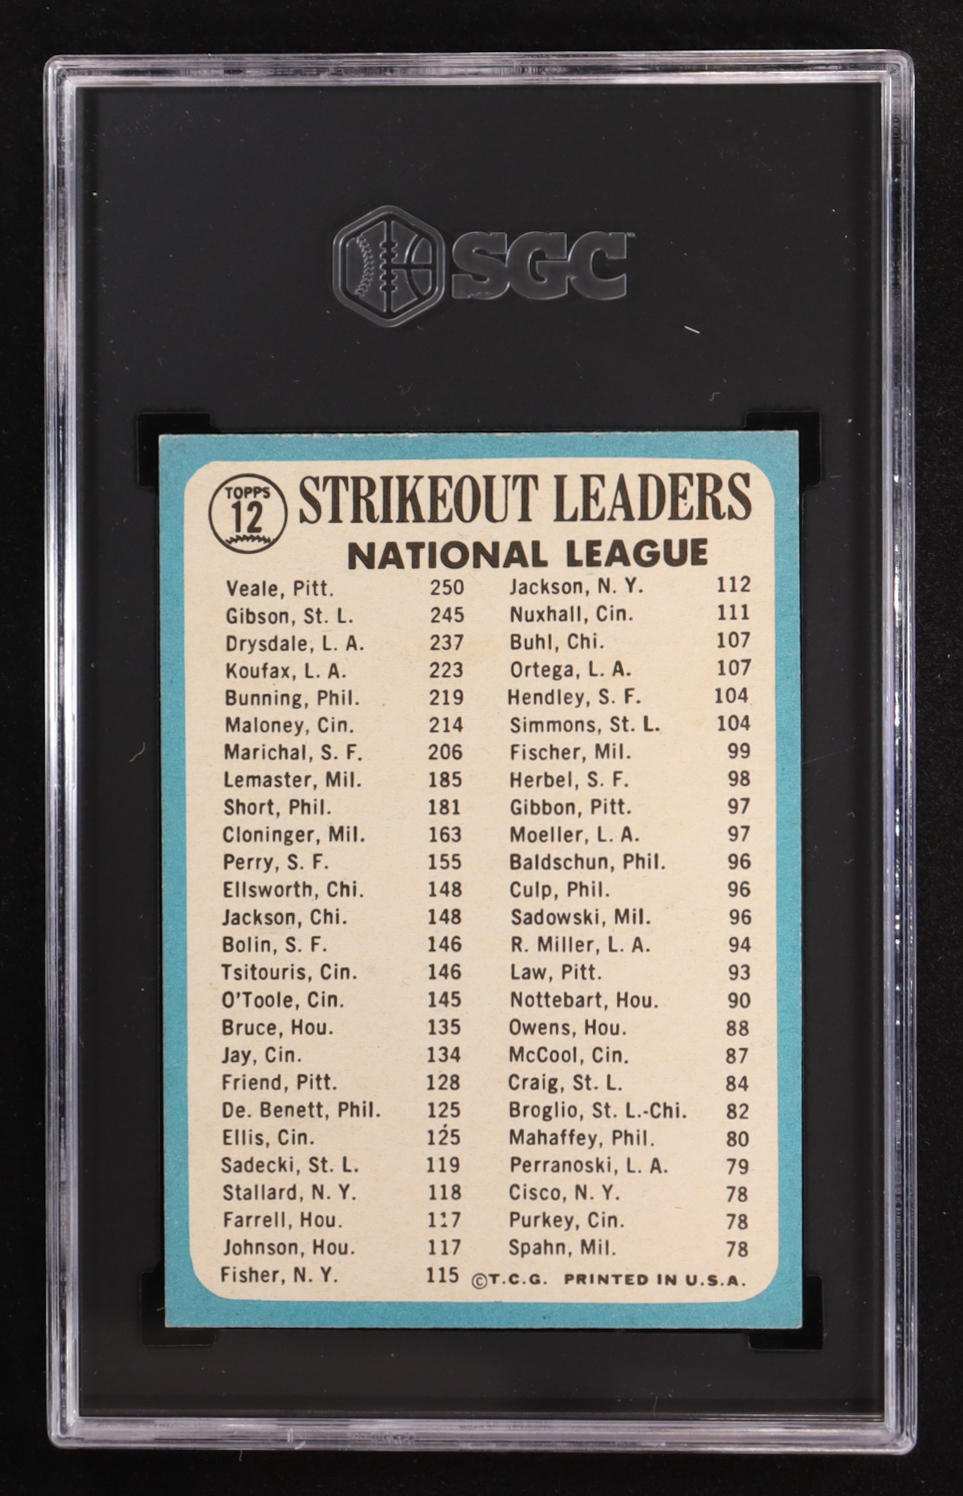 SGC
TOPPS
12
STRIKEOUT LEADERS
NATIONAL LEAGUE
Veale, Pitt. 250
Gibson, St. L. 245
Drysdale, L. A. 237
Koufax, L. A. 223
Bunning, Phil. 219
Maloney, Cin. 214
Marichal, S. F. 206
Lemaster, Mil. 185
Short, Phil. 181
Cloninger, Mil. 163
Perry, S. F. 155
Ellsworth, Chi. 148
Jackson, Chi. 148
Bolin, S. F. 146
Tsitouris, Cin. 146
O'Toole, Cin. 145
Bruce, Hou. 135
Jay, Cin. 134
Friend, Pitt. 128
De. Benett, Phil. 125
Ellis, Cin. 125
Sadecki, St. L. 119
Stallard, N. Y. 118
Farrell, Hou. 117
Johnson, Hou. 117
Fisher, N. Y. 115
Jackson, N. Y. 112
Nuxhall, Cin. 111
Buhl, Chi. 107
Ortega, L. A. 107
Hendley, S. F. 104
Simmons, St. L. 104
Fischer, Mil. 99
Herbel, S. F. 98
Gibbon, Pitt. 97
Moeller, L. A. 97
Baldschun, Phil. 96
Culp, Phil. 96
Sadowski, Mil. 96
R. Miller, L. A. 94
Law, Pitt. 93
Nottebart, Hou. 90
Owens, Hou. 88
McCool, Cin. 87
Craig, St. L. 84
Broglio, St. L.-Chi. 82
Mahaffey, Phil. 80
Perranoski, L. A. 79
Cisco, N. Y. 78
Purkey, Cin. 78
Spahn, Mil. 78
©T.C.G. PRINTED IN U.S.A.